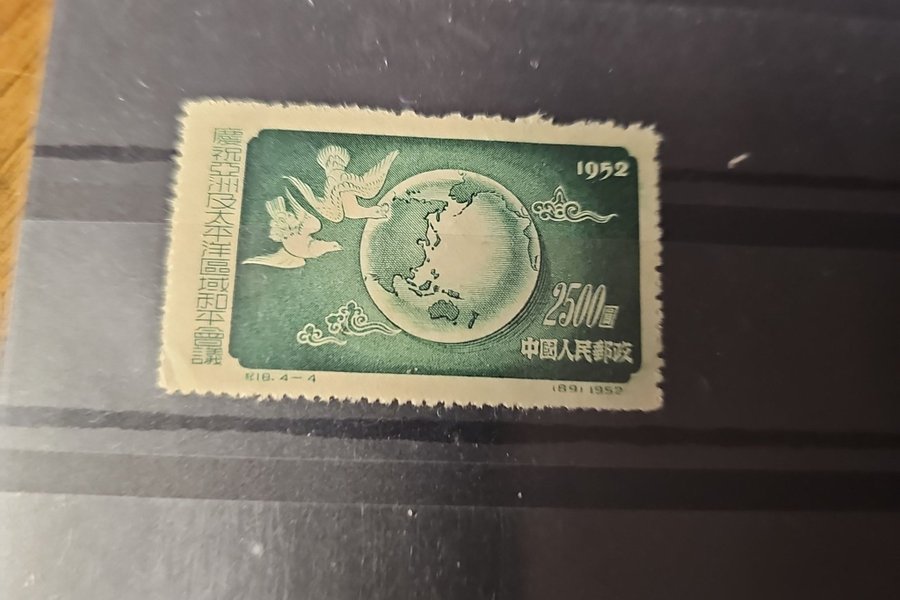 慶祝亞洲及太平洋區域和平會議
1952
2500圓
中國人民郵政
紀18.4-4
(89) 1952